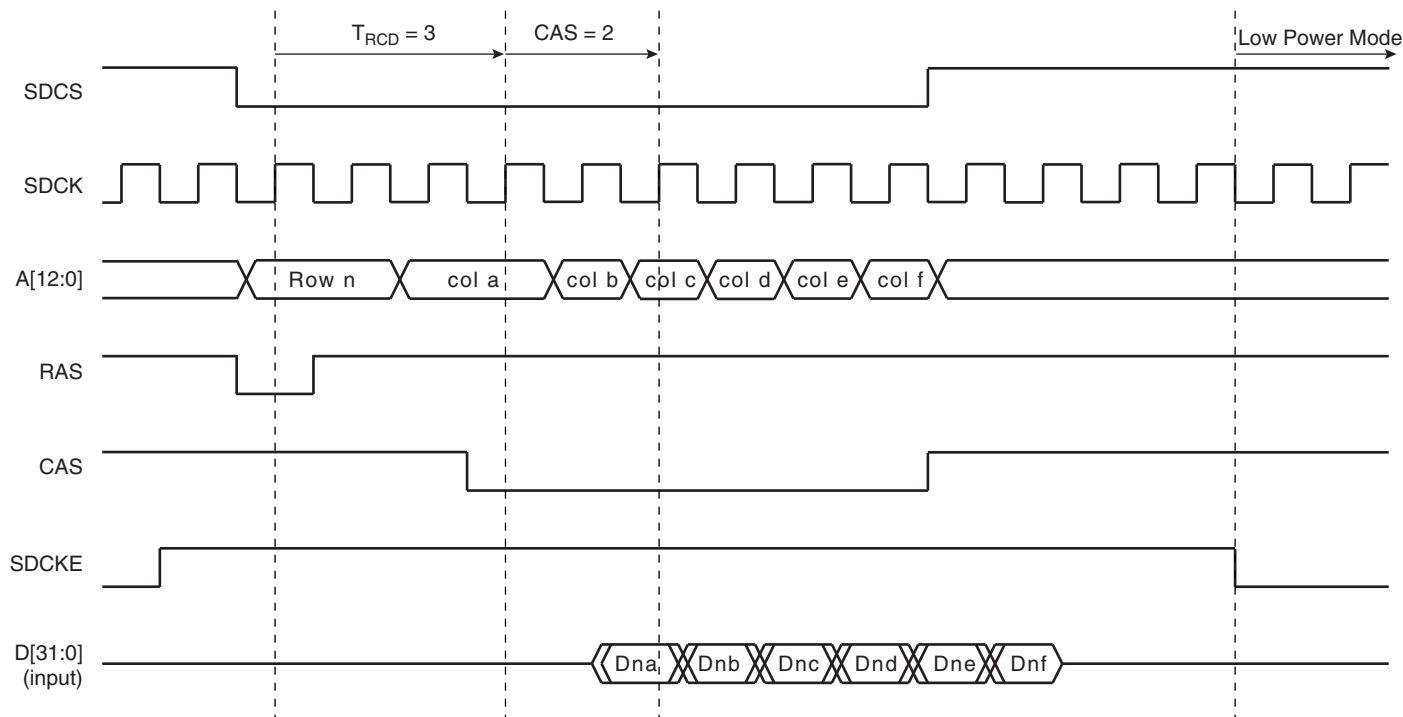 T_RCD = 3
CAS = 2
Low Power Mode
SDCS
SDCK
A[12:0]
Row n
col a
col b
col c
col d
col e
col f
RAS
CAS
SDCKE
D[31:0]
(input)
Dna
Dnb
Dnc
Dnd
Dne
Dnf